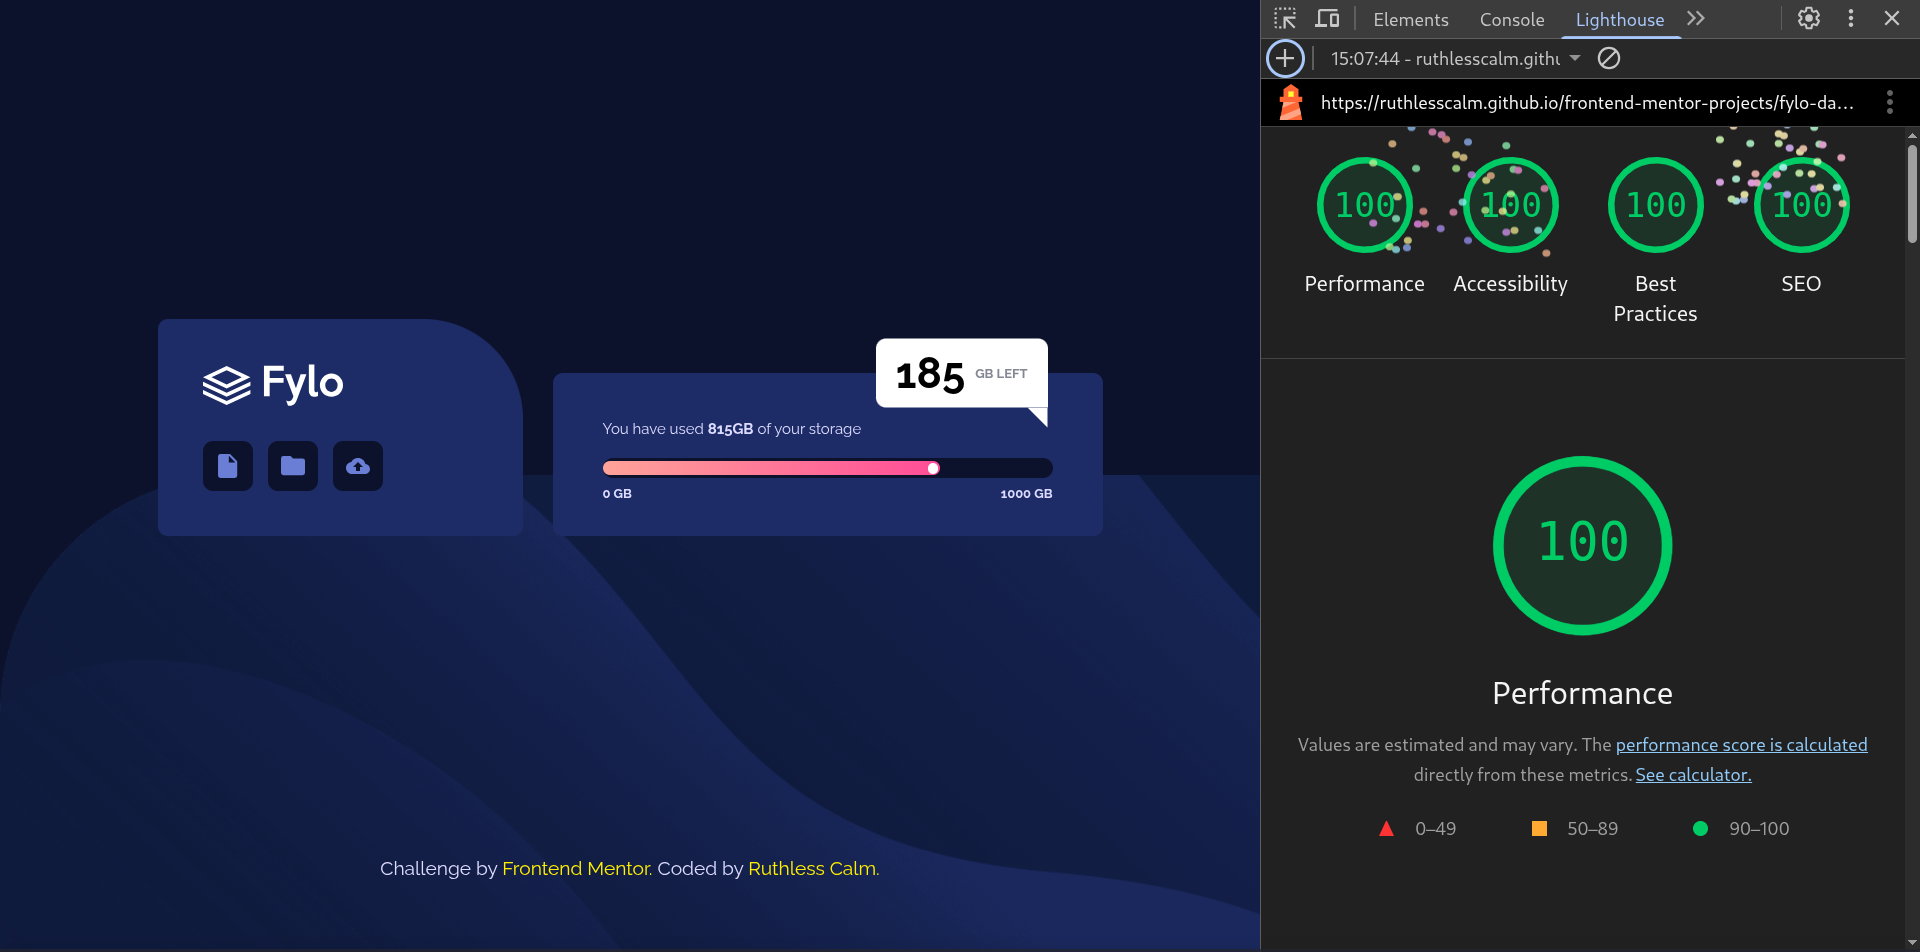 Fylo
185 GB LEFT
You have used 815GB of your storage
0 GB 1000 GB
Challenge by Frontend Mentor. Coded by Ruthless Calm.
Elements Console Lighthouse
15:07:44 - ruthlesscalm.githu
https://ruthlesscalm.github.io/frontend-mentor-projects/fylo-da...
100 100 100 100
Performance Accessibility Best Practices SEO
100
Performance
Values are estimated and may vary. The performance score is calculated
directly from these metrics. See calculator.
0–49 50–89 90–100